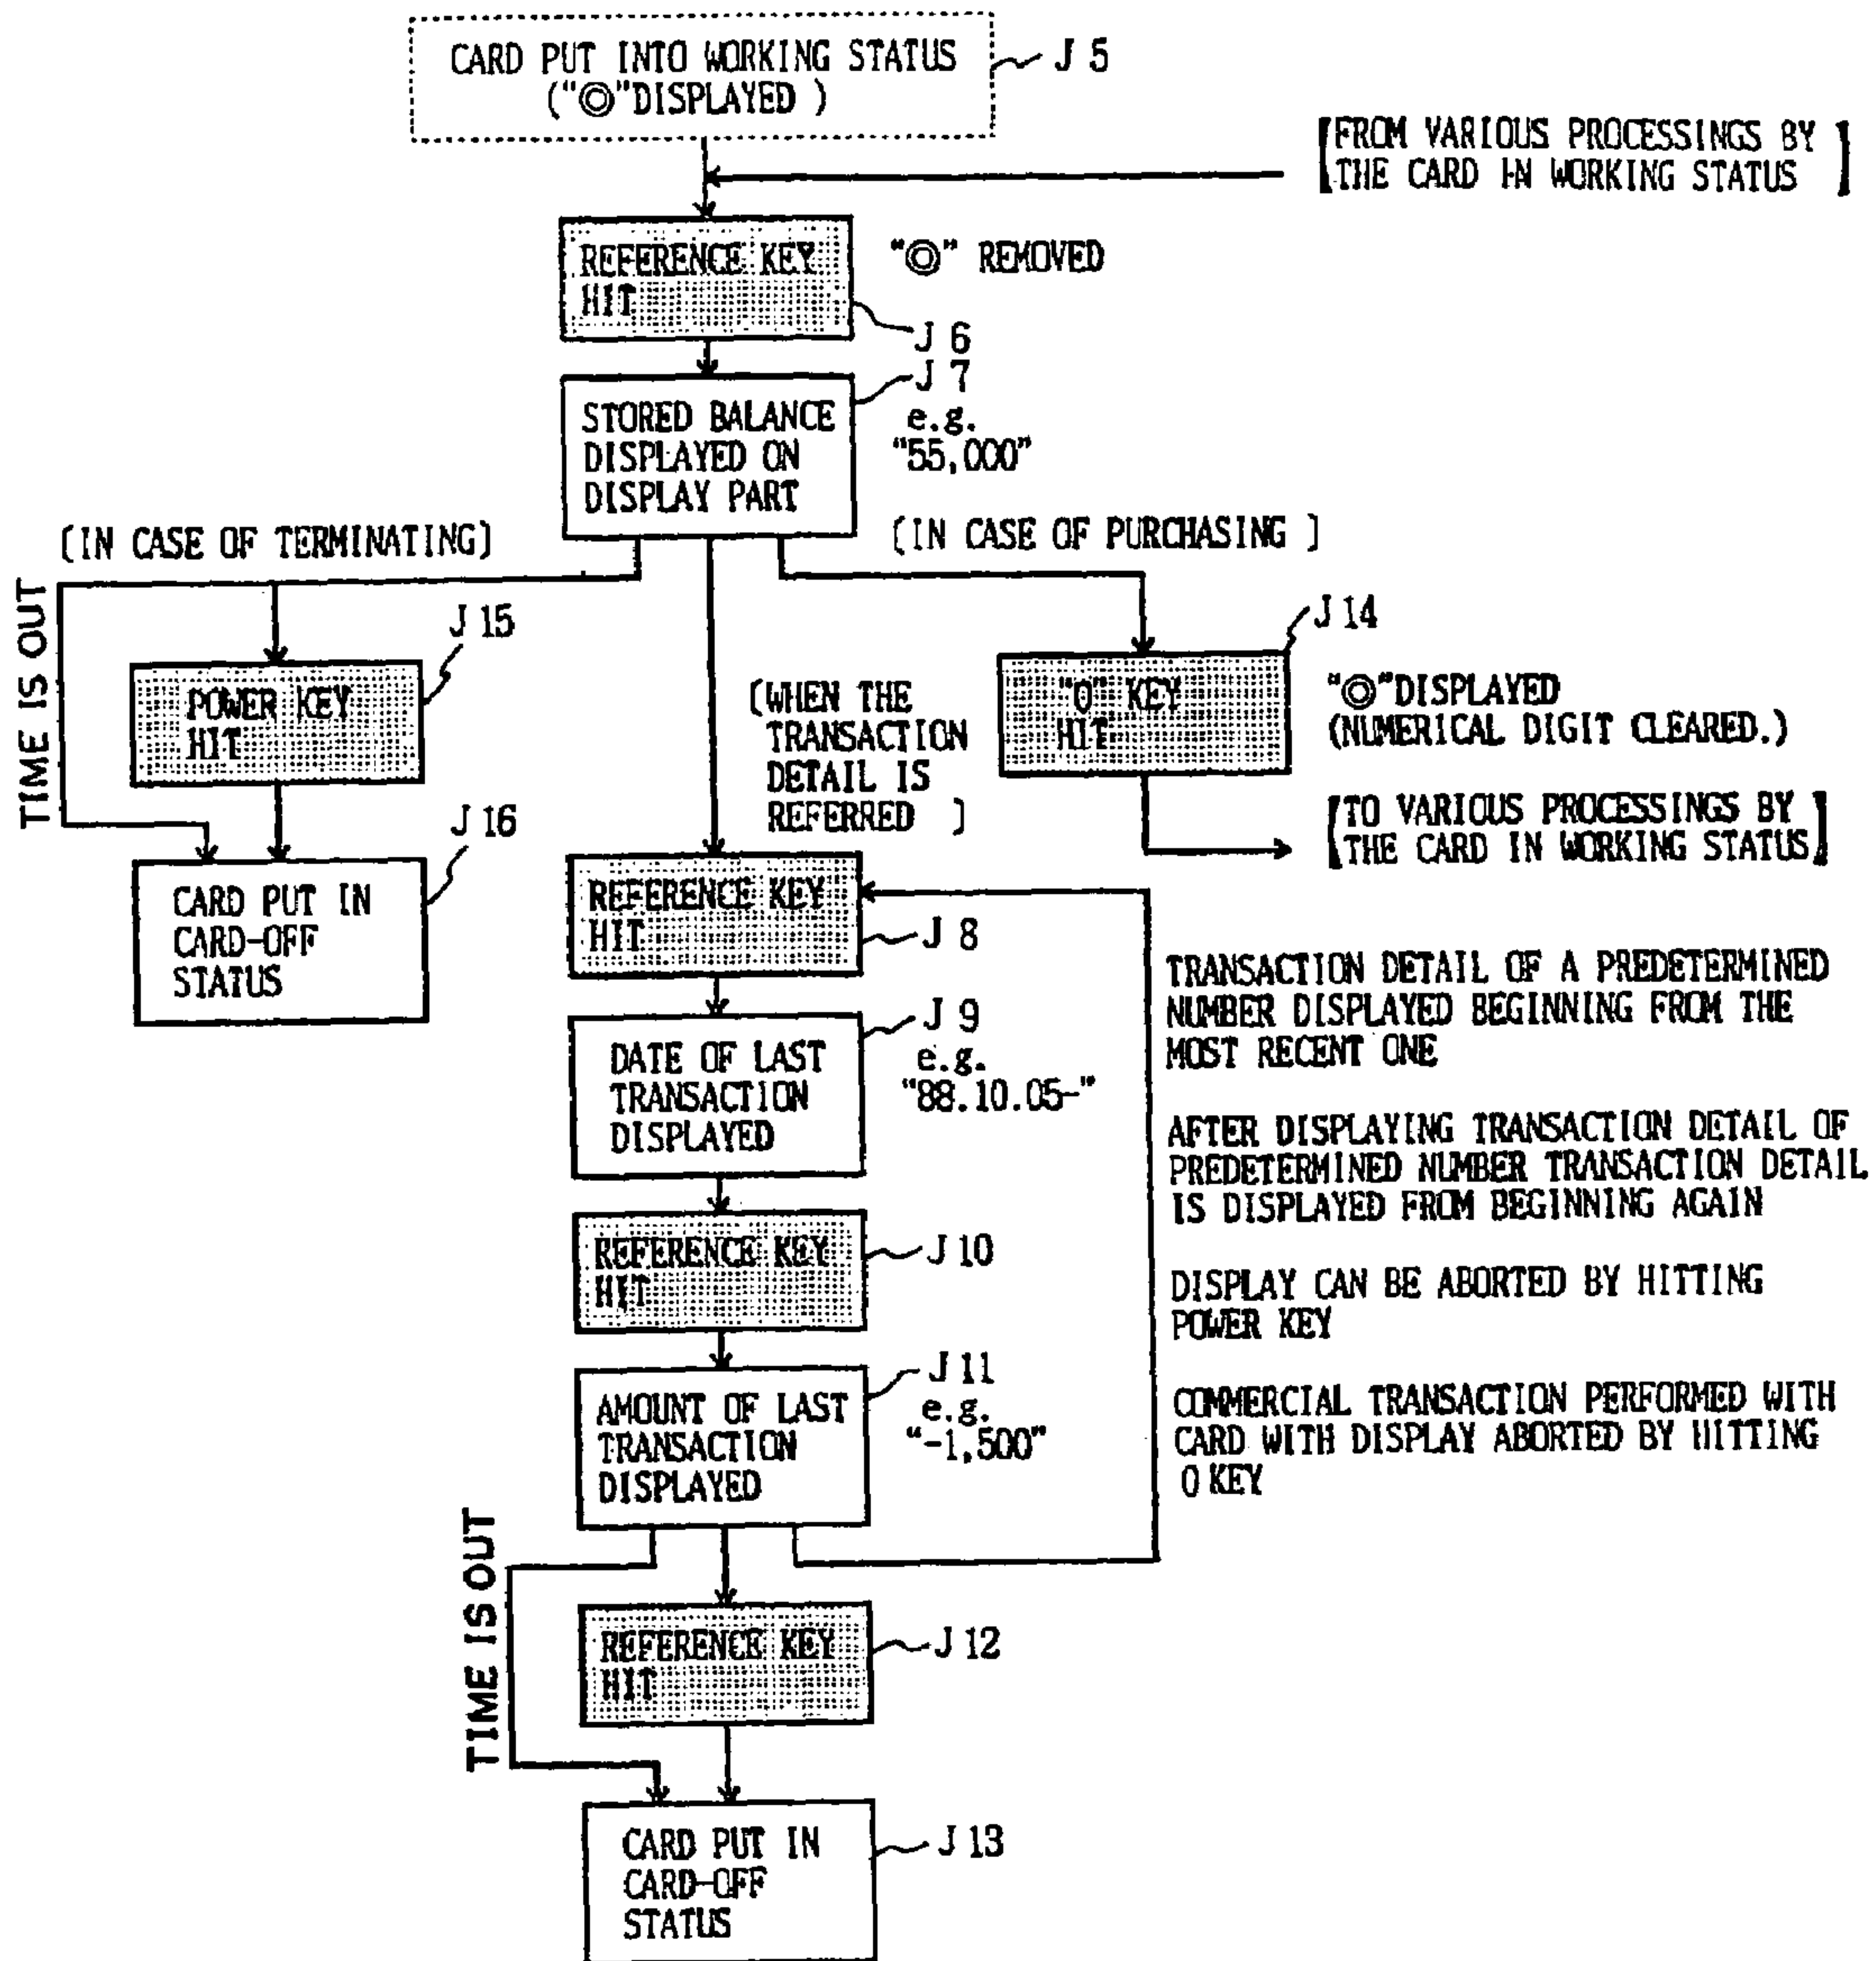 CARD PUT INTO WORKING STATUS
("◎"DISPLAYED )
J 5
[FROM VARIOUS PROCESSINGS BY
THE CARD IN WORKING STATUS ]
REFERENCE KEY
HIT
"◎" REMOVED
J 6
J 7
STORED BALANCE
DISPLAYED ON
DISPLAY PART
e.g.
"55,000"
(IN CASE OF TERMINATING)
(IN CASE OF PURCHASING )
TIME IS OUT
J 15
POWER KEY
HIT
J 14
"0" KEY
HIT
"◎"DISPLAYED
(NUMERICAL DIGIT CLEARED.)
(WHEN THE
TRANSACTION
DETAIL IS
REFERRED )
[TO VARIOUS PROCESSINGS BY
THE CARD IN WORKING STATUS]
J 16
CARD PUT IN
CARD-OFF
STATUS
REFERENCE KEY
HIT
J 8
J 9
DATE OF LAST
TRANSACTION
DISPLAYED
e.g.
"88.10.05-"
TRANSACTION DETAIL OF A PREDETERMINED
NUMBER DISPLAYED BEGINNING FROM THE
MOST RECENT ONE
AFTER DISPLAYING TRANSACTION DETAIL OF
PREDETERMINED NUMBER TRANSACTION DETAIL
IS DISPLAYED FROM BEGINNING AGAIN
REFERENCE KEY
HIT
J 10
DISPLAY CAN BE ABORTED BY HITTING
POWER KEY
J 11
AMOUNT OF LAST
TRANSACTION
DISPLAYED
e.g.
"-1,500"
COMMERCIAL TRANSACTION PERFORMED WITH
CARD WITH DISPLAY ABORTED BY HITTING
0 KEY
TIME IS OUT
REFERENCE KEY
HIT
J 12
CARD PUT IN
CARD-OFF
STATUS
J 13